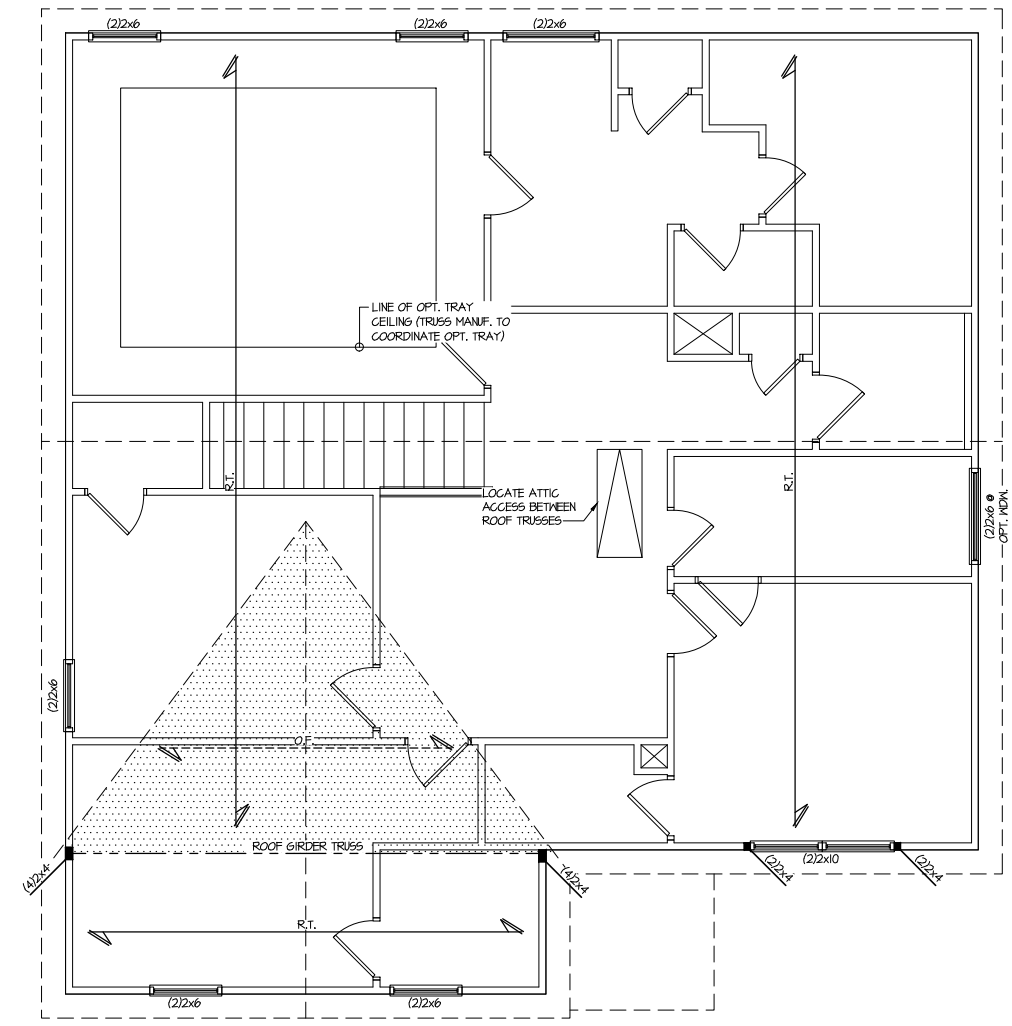 (2)2x6
(2)2x6
(2)2x6
LINE OF OPT. TRAY
CEILING (TRUSS MANUF. TO
COORDINATE OPT. TRAY)
R.T.
R.T.
LOCATE ATTIC
ACCESS BETWEEN
ROOF TRUSSES
(2)2x6 @
OPT. WDW.
(2)2x6
O.F.
ROOF GIRDER TRUSS
(4)2x4
(4)2x4
(2)2x4
(2)2x10
(2)2x4
R.T.
(2)2x6
(2)2x6